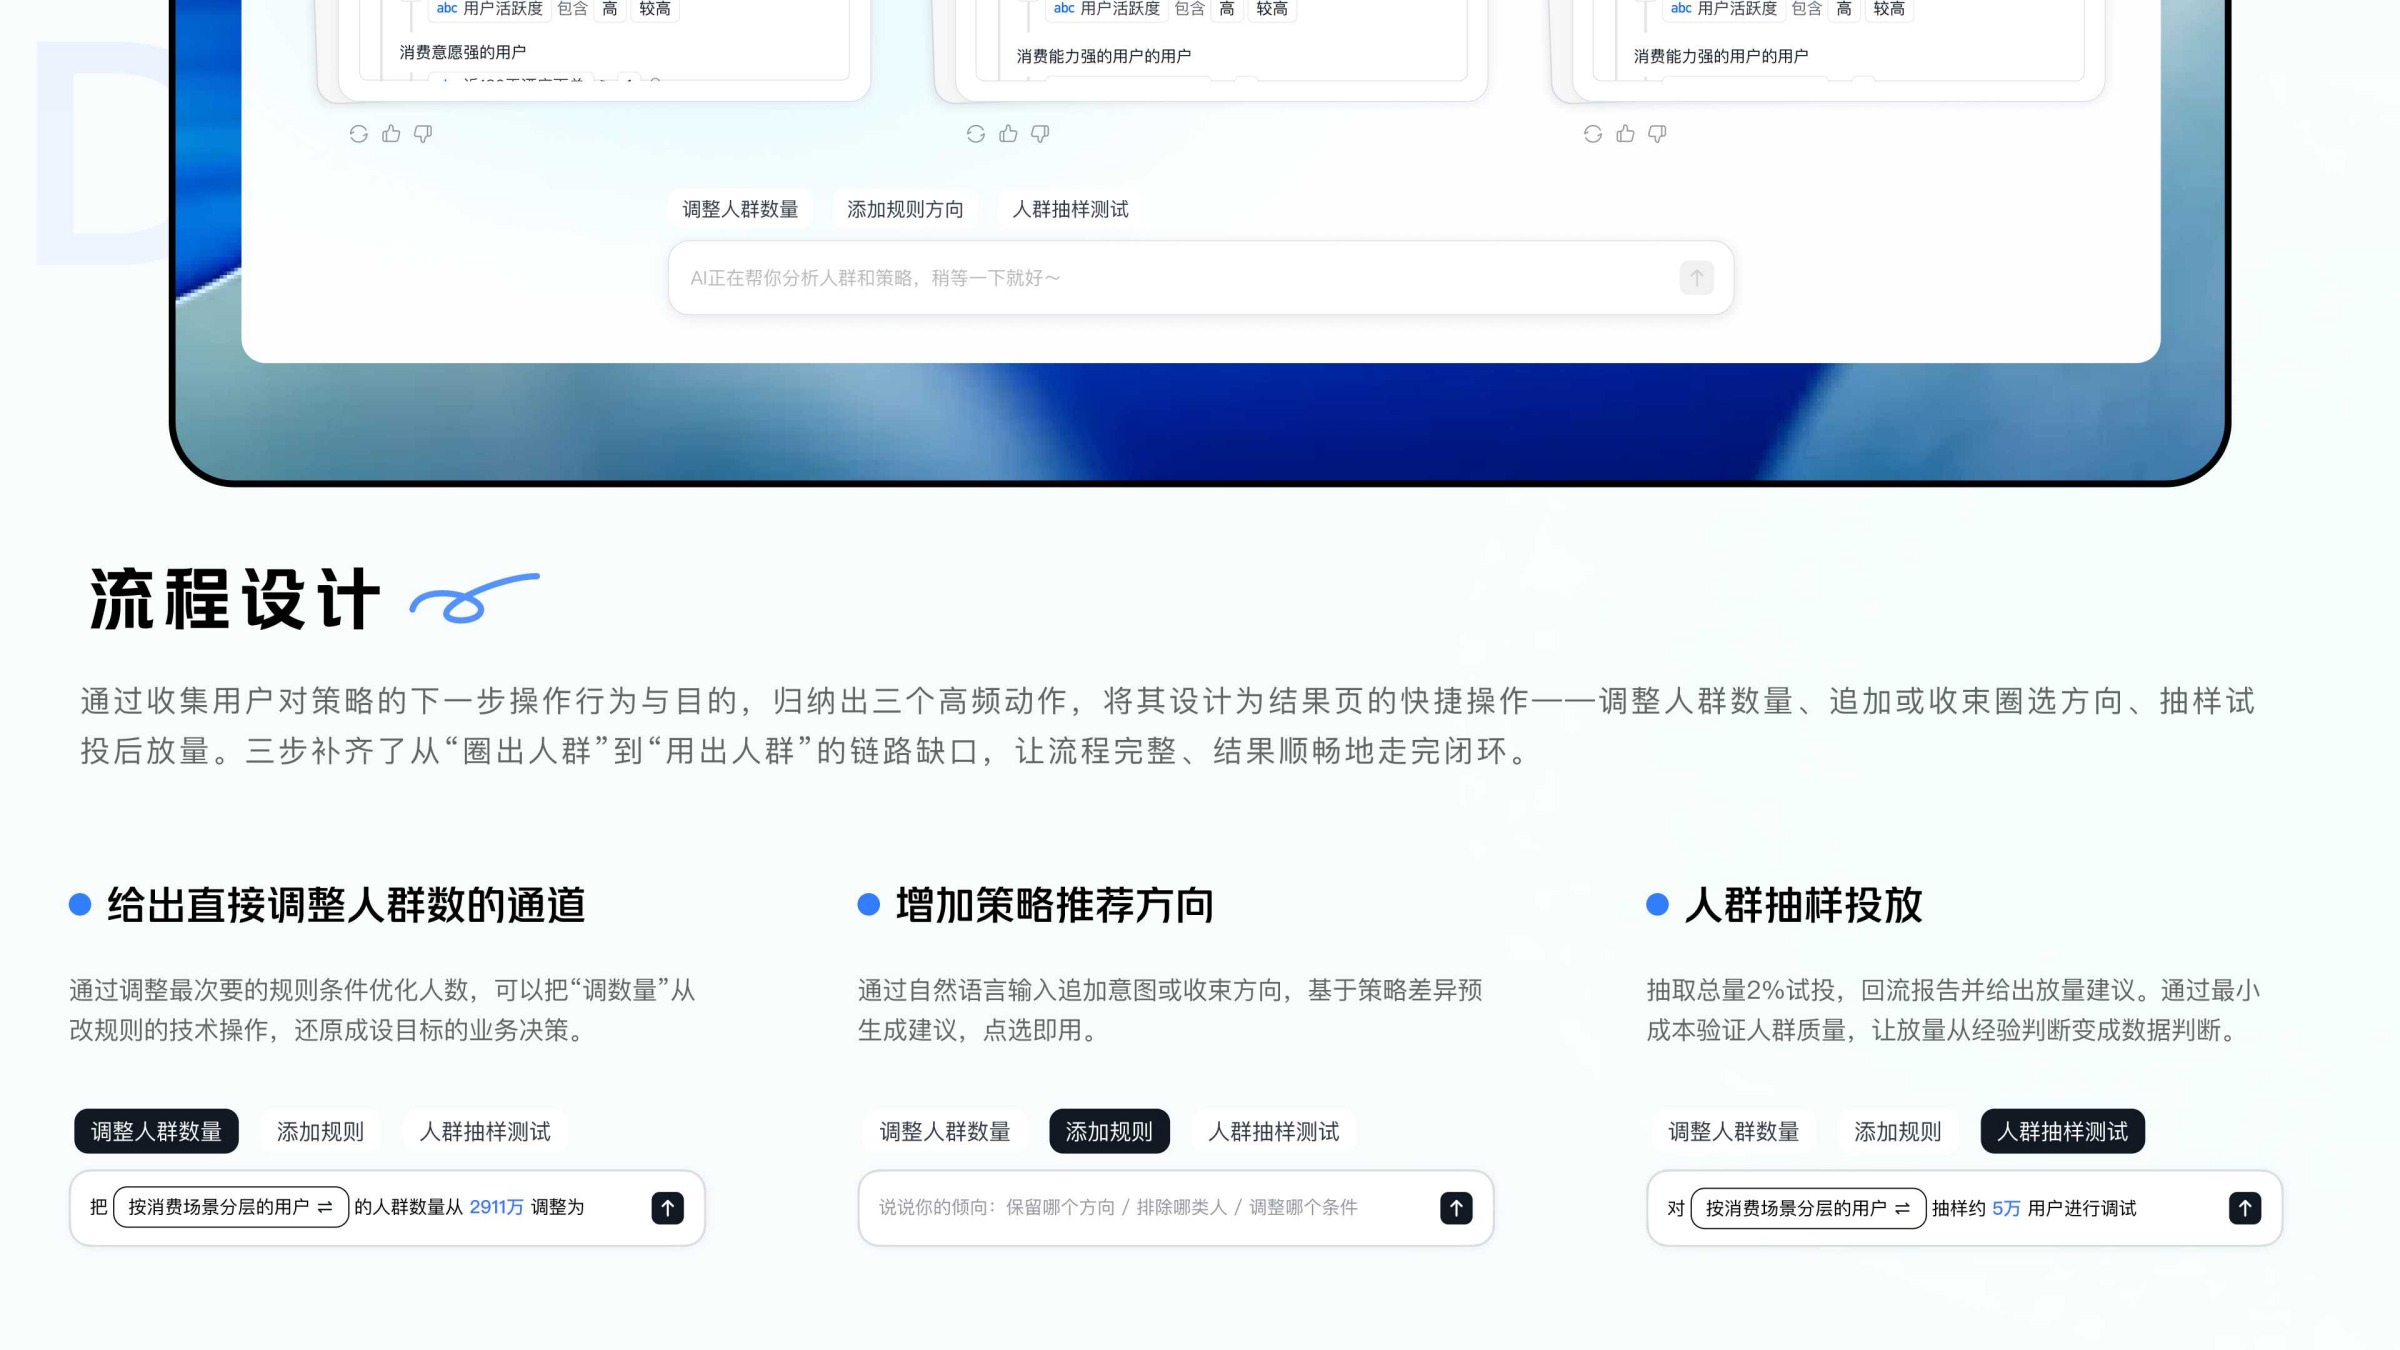 D
abc 用户活跃度 包含 高 较高
abc 用户活跃度 包含 高 较高
abc 用户活跃度 包含 高 较高
消费意愿强的用户
消费能力强的用户的用户
消费能力强的用户的用户
调整人群数量 添加规则方向 人群抽样测试
AI正在帮你分析人群和策略，稍等一下就好～
流程设计
通过收集用户对策略的下一步操作行为与目的，归纳出三个高频动作，将其设计为结果页的快捷操作——调整人群数量、追加或收束圈选方向、抽样试
投后放量。三步补齐了从“圈出人群”到“用出人群”的链路缺口，让流程完整、结果顺畅地走完闭环。
给出直接调整人群数的通道
通过调整最次要的规则条件优化人数，可以把“调数量”从
改规则的技术操作，还原成设目标的业务决策。
调整人群数量 添加规则 人群抽样测试
把 按消费场景分层的用户 ⇌ 的人群数量从 2911万 调整为
增加策略推荐方向
通过自然语言输入追加意图或收束方向，基于策略差异预
生成建议，点选即用。
调整人群数量 添加规则 人群抽样测试
说说你的倾向：保留哪个方向 / 排除哪类人 / 调整哪个条件
人群抽样投放
抽取总量2%试投，回流报告并给出放量建议。通过最小
成本验证人群质量，让放量从经验判断变成数据判断。
调整人群数量 添加规则 人群抽样测试
对 按消费场景分层的用户 ⇌ 抽样约 5万 用户进行调试